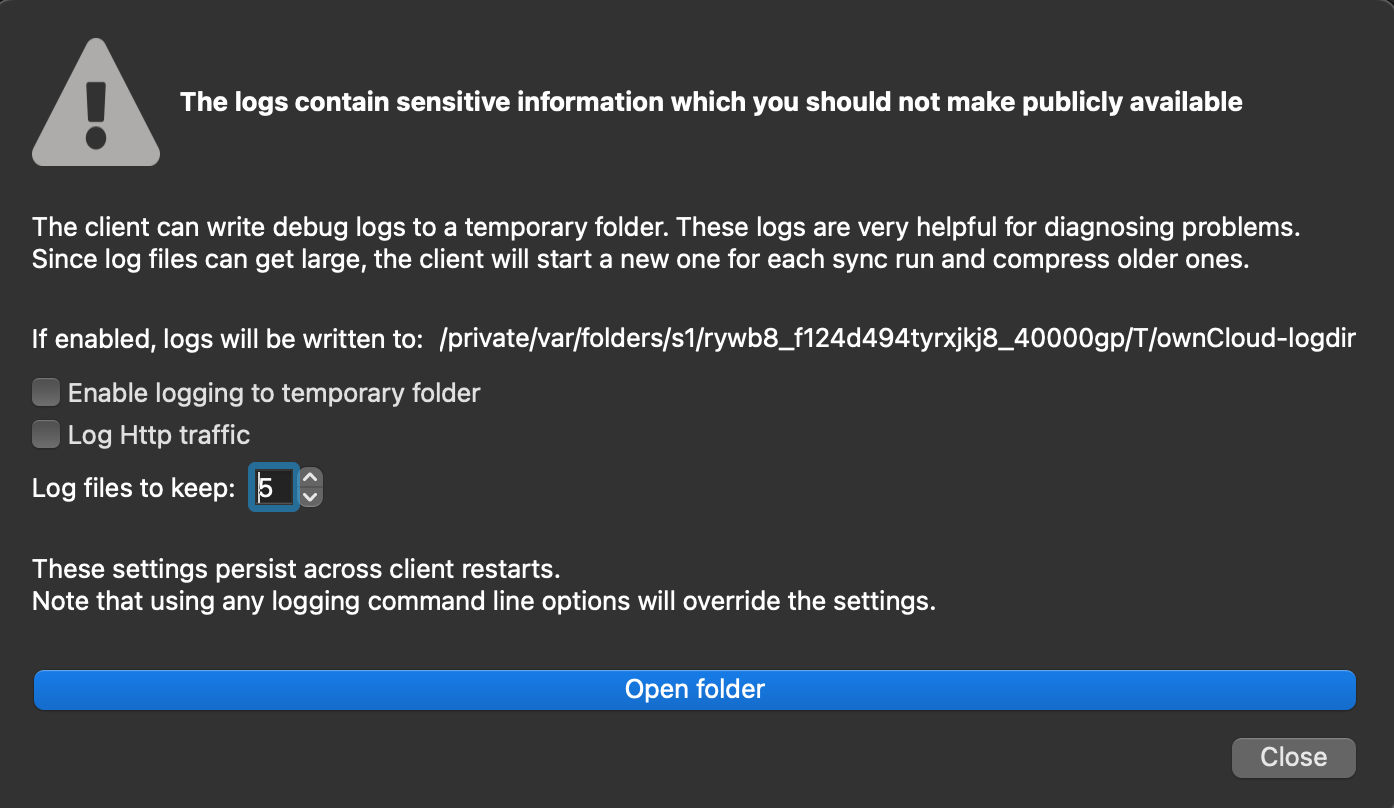 The logs contain sensitive information which you should not make publicly available
The client can write debug logs to a temporary folder. These logs are very helpful for diagnosing problems.
Since log files can get large, the client will start a new one for each sync run and compress older ones.
If enabled, logs will be written to: /private/var/folders/s1/rywb8_f124d494tyrxjkj8_40000gp/T/ownCloud-logdir
Enable logging to temporary folder
Log Http traffic
Log files to keep: 5
These settings persist across client restarts.
Note that using any logging command line options will override the settings.
Open folder
Close